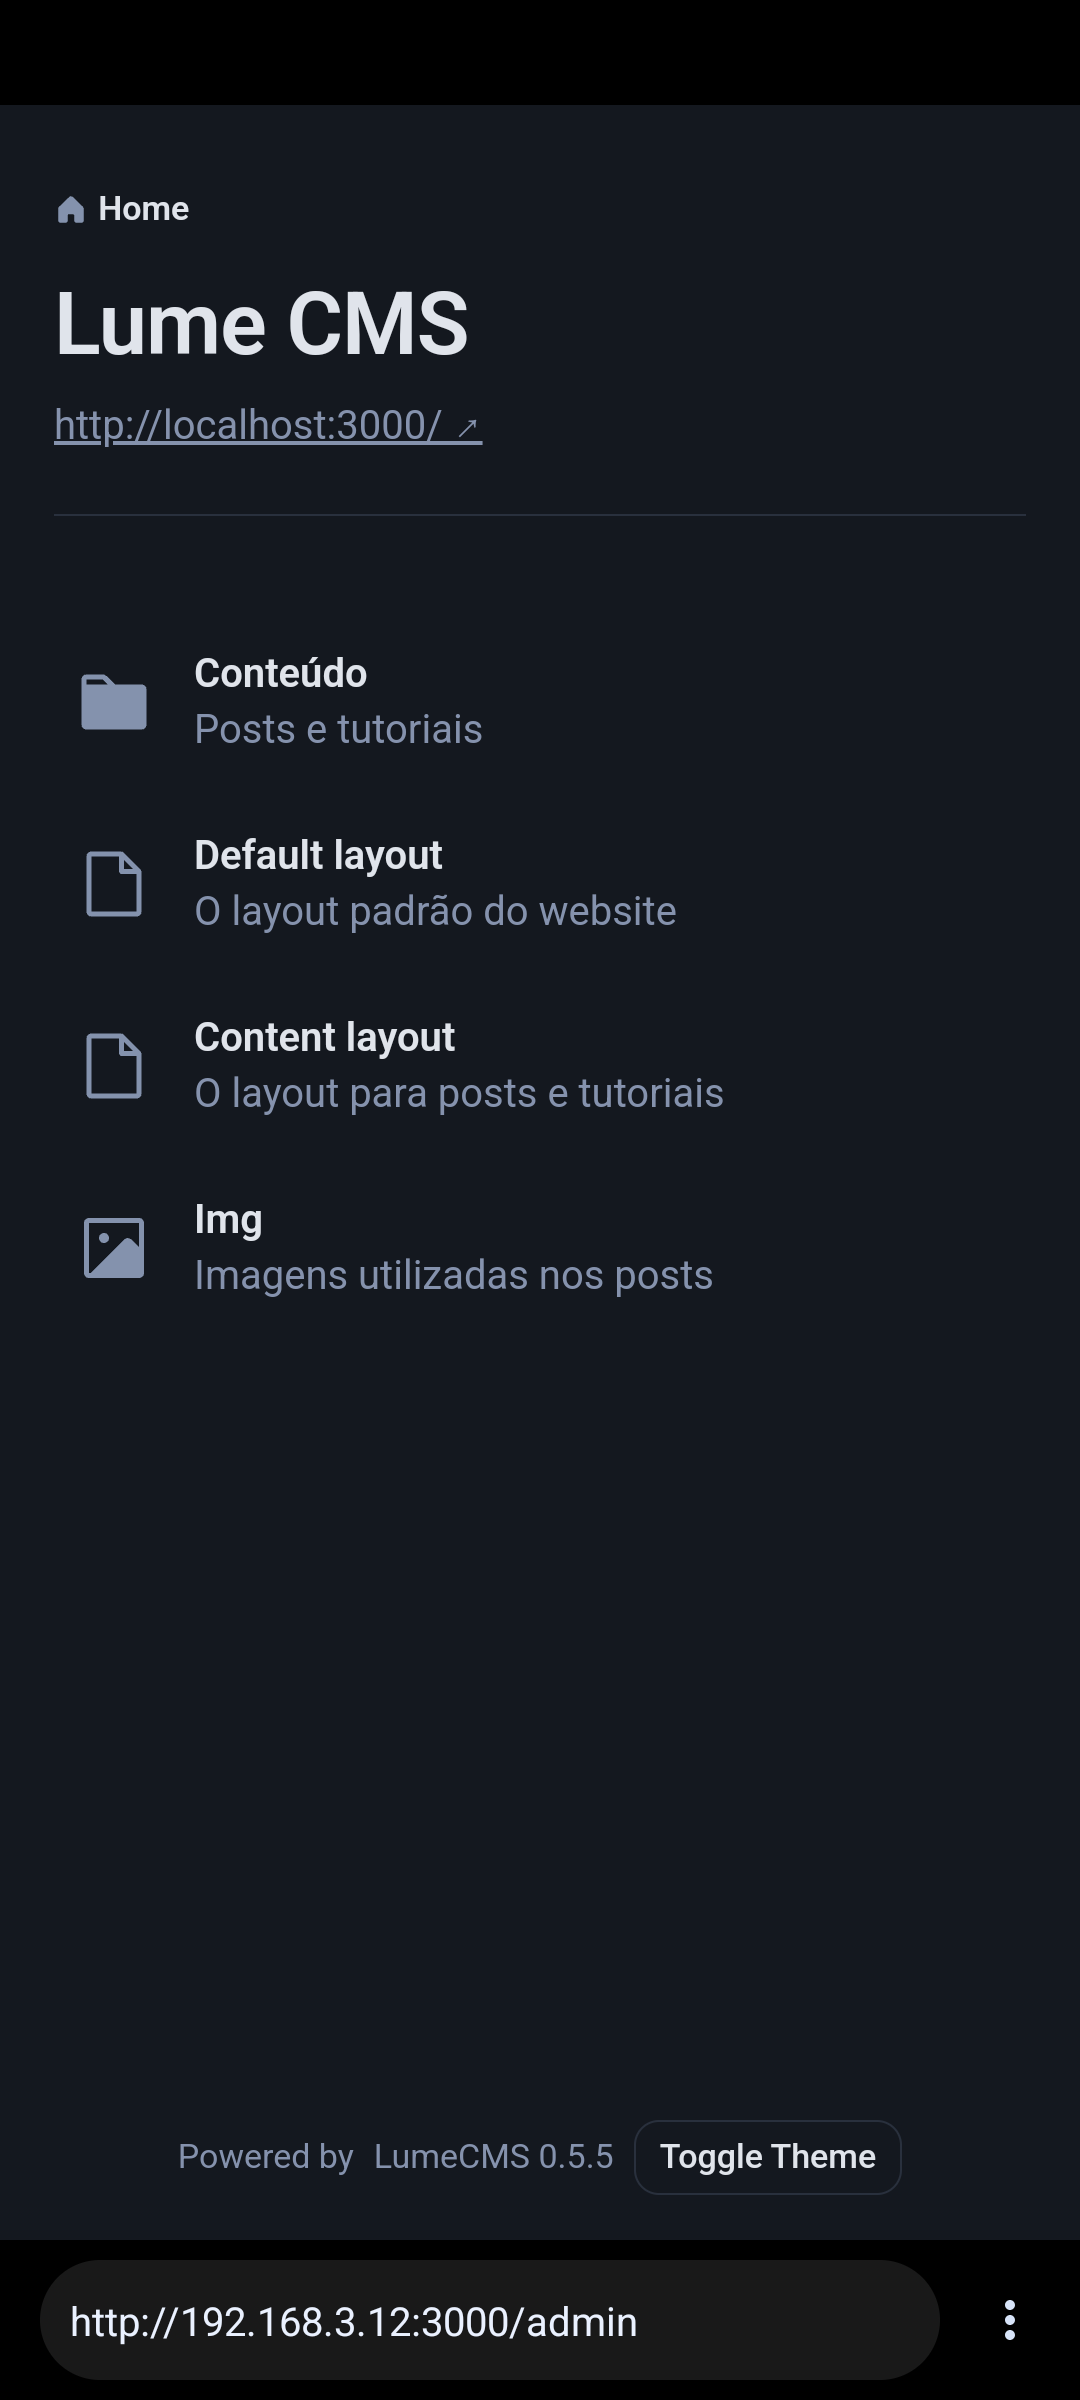 Home
Lume CMS
http://localhost:3000/ ↗
Conteúdo
Posts e tutoriais
Default layout
O layout padrão do website
Content layout
O layout para posts e tutoriais
Img
Imagens utilizadas nos posts
Powered by LumeCMS 0.5.5 Toggle Theme
http://192.168.3.12:3000/admin